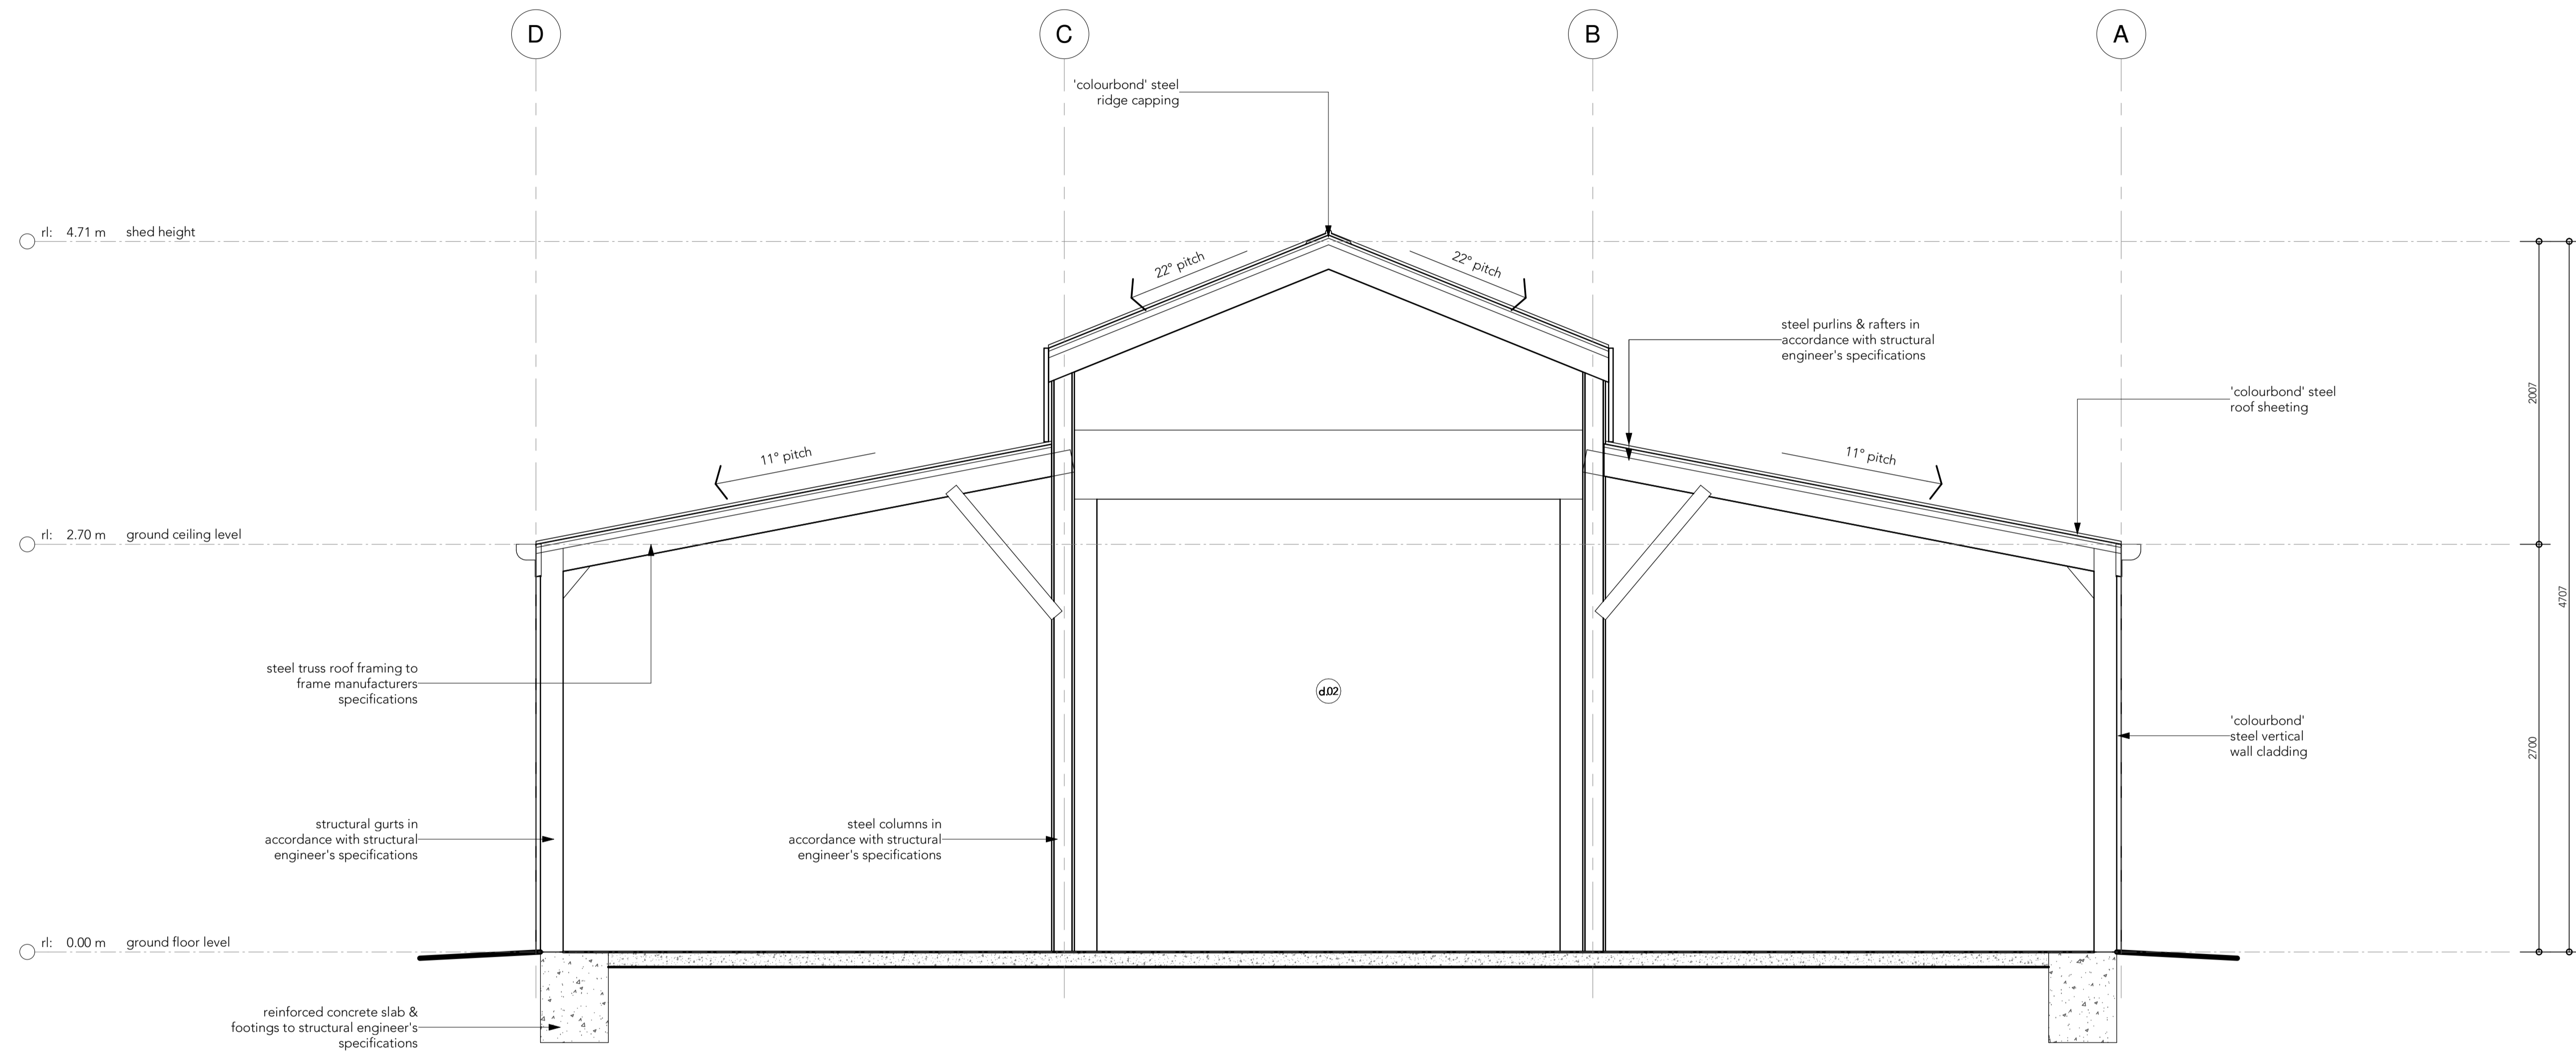 D
C
B
A
'colourbond' steel
ridge capping
rl: 4.71 m shed height
22° pitch
22° pitch
steel purlins & rafters in
accordance with structural
engineer's specifications
'colourbond' steel
roof sheeting
2007
11° pitch
11° pitch
rl: 2.70 m ground ceiling level
4707
steel truss roof framing to
frame manufacturers
specifications
d.02
'colourbond'
steel vertical
wall cladding
2700
structural gurts in
accordance with structural
engineer's specifications
steel columns in
accordance with structural
engineer's specifications
rl: 0.00 m ground floor level
reinforced concrete slab &
footings to structural engineer's
specifications